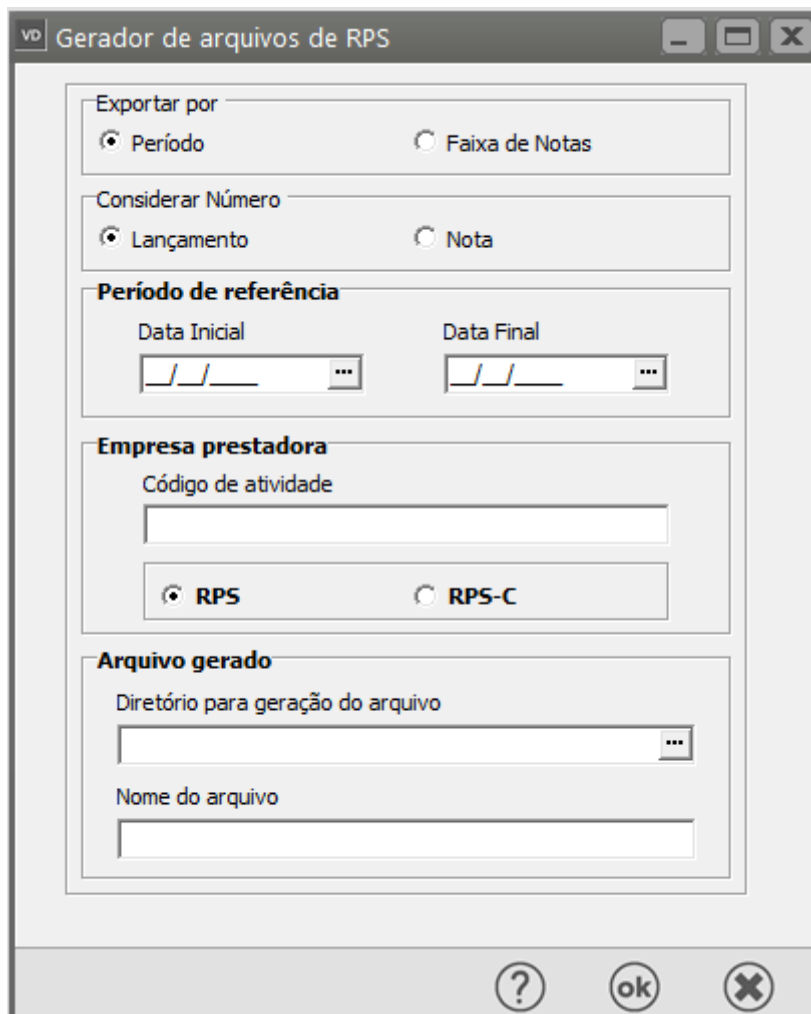 VD Gerador de arquivos de RPS
Exportar por
Período Faixa de Notas
Considerar Número
Lançamento Nota
Período de referência
Data Inicial Data Final
__/__/____ ... __/__/____ ...
Empresa prestadora
Código de atividade
RPS RPS-C
Arquivo gerado
Diretório para geração do arquivo
...
Nome do arquivo
? ok